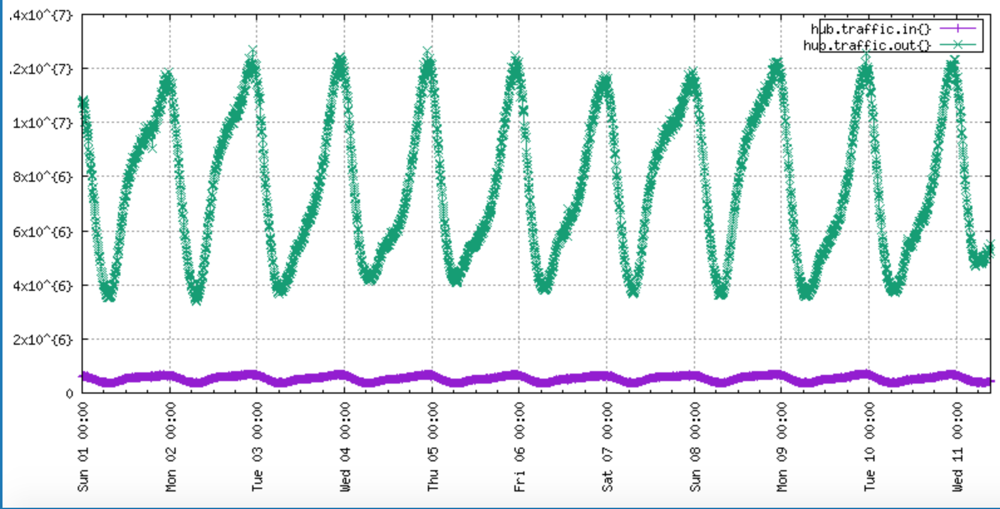 .4x10^{7}
hub.traffic.in{}
hub.traffic.out{}
.2x10^{7}
1x10^{7}
8x10^{6}
6x10^{6}
4x10^{6}
2x10^{6}
0
Sun 01 00:00
Mon 02 00:00
Tue 03 00:00
Wed 04 00:00
Thu 05 00:00
Fri 06 00:00
Sat 07 00:00
Sun 08 00:00
Mon 09 00:00
Tue 10 00:00
Wed 11 00:00